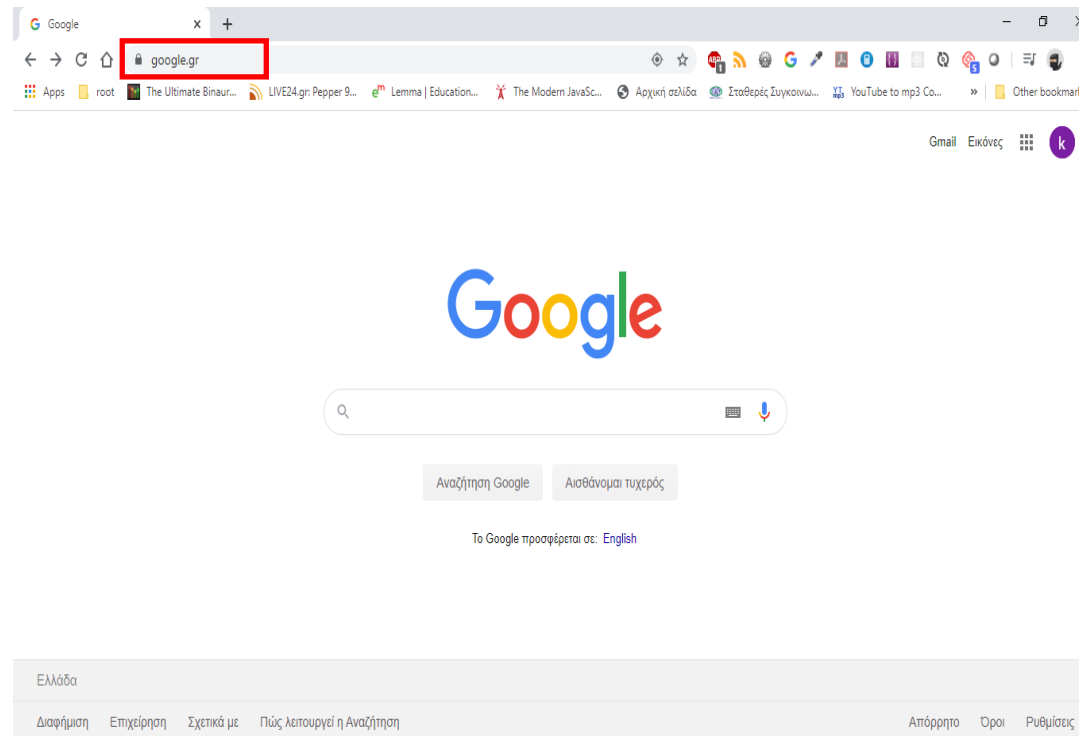 Google
google.gr
Apps root The Ultimate Binaur... LIVE24.gr: Pepper 9... Lemma | Education... The Modern JavaSc... Αρχική σελίδα Σταθερές Συγκοινω... YouTube to mp3 Co... » Other bookmar
Gmail Εικόνες k
Google
Αναζήτηση Google Αισθάνομαι τυχερός
Το Google προσφέρεται σε: English
Ελλάδα
Διαφήμιση Επιχείρηση Σχετικά με Πώς λειτουργεί η Αναζήτηση Απόρρητο Όροι Ρυθμίσεις